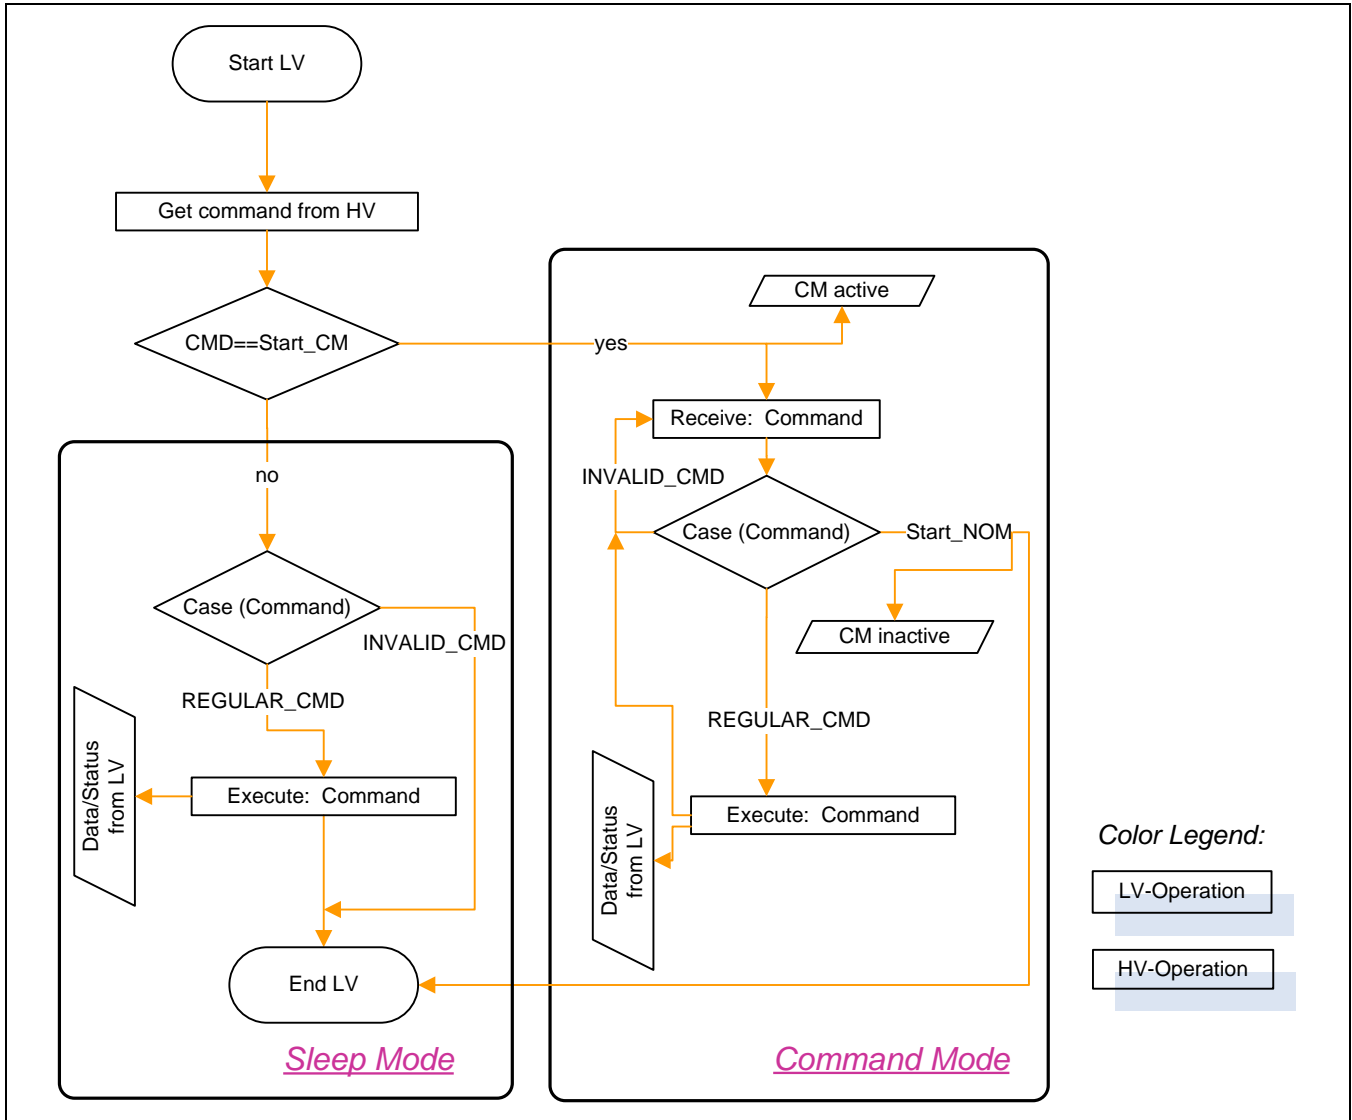 Start LV
Get command from HV
CMD==Start_CM
yes
no
CM active
Receive:  Command
INVALID_CMD
Case (Command)
Start_NOM
CM inactive
REGULAR_CMD
Execute:  Command
Data/Status
from LV
Command Mode
Case (Command)
INVALID_CMD
REGULAR_CMD
Execute:  Command
Data/Status
from LV
End LV
Sleep Mode
Color Legend:
LV-Operation
HV-Operation